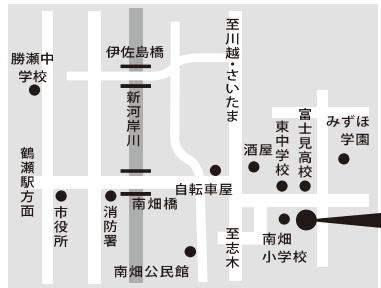 勝瀬中
学校
伊佐島橋
至川越・さいたま
新河岸川
富士見高校
東中学校
みずほ
学園
酒屋
鶴瀬駅方面
自転車屋
市役所
消防署
南畑橋
南畑
小学校
至志木
南畑公民館